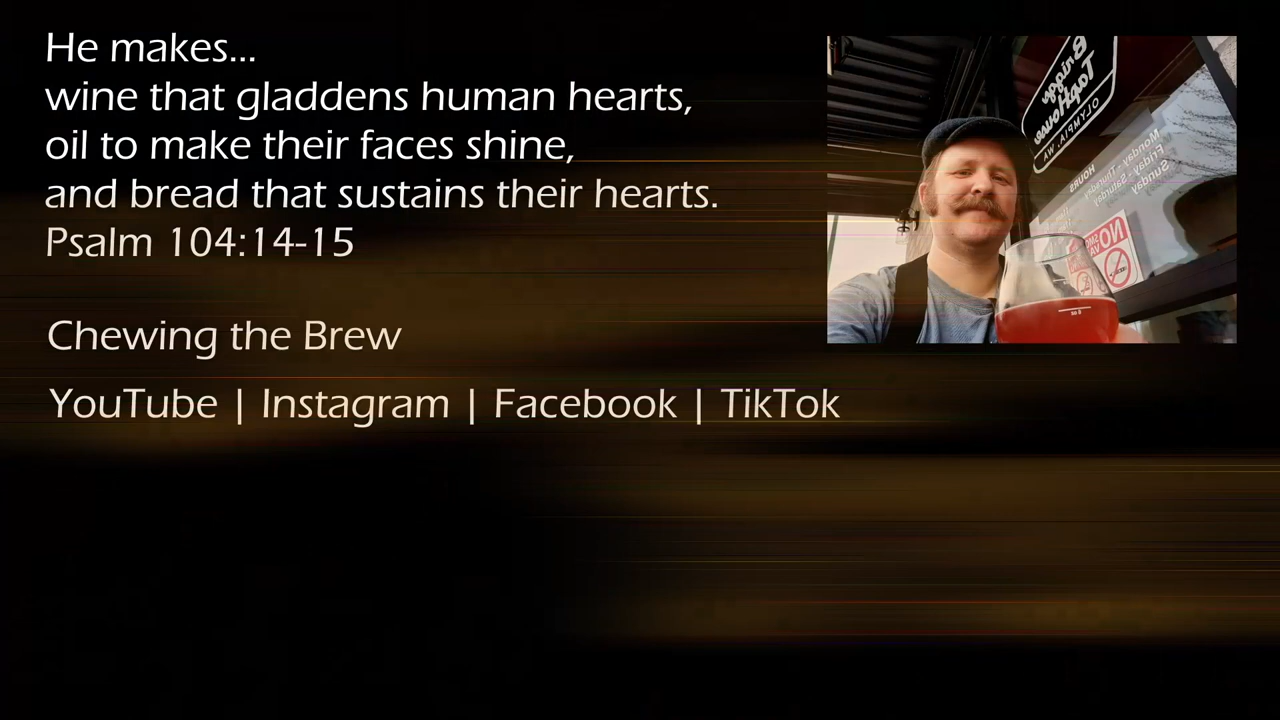 He makes...
wine that gladdens human hearts,
oil to make their faces shine,
and bread that sustains their hearts.
Psalm 104:14-15
Chewing the Brew
YouTube | Instagram | Facebook | TikTok
Briggs
TapHouse
OLYMPIA, WA
HOURS
Monday - Thursday
Friday - Saturday
Sunday
NO